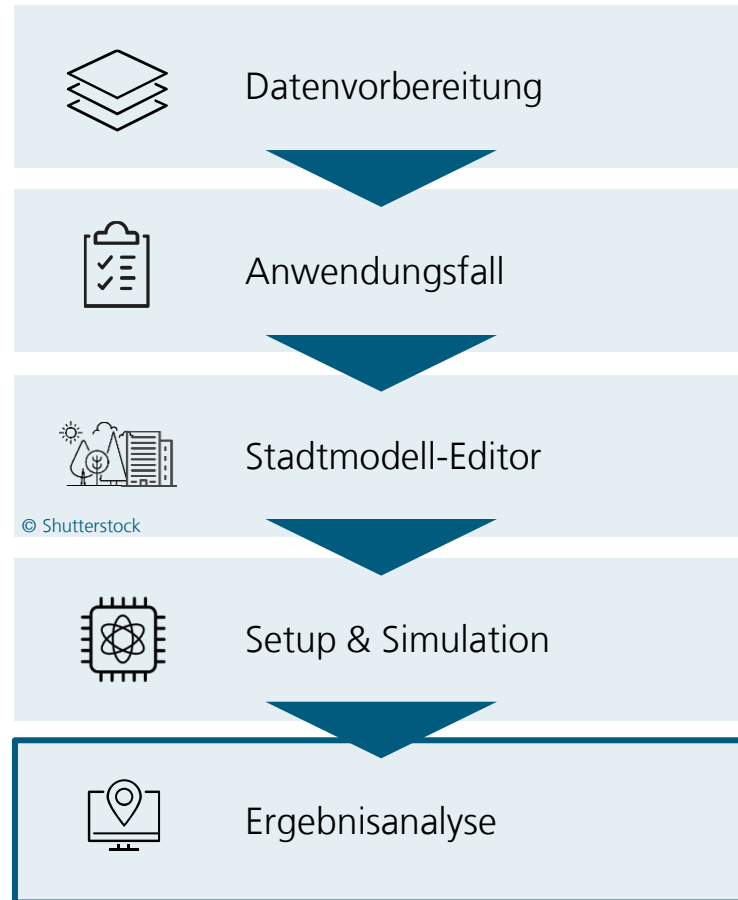 Datenvorbereitung
Anwendungsfall
Stadtmodell-Editor
© Shutterstock
Setup & Simulation
Ergebnisanalyse